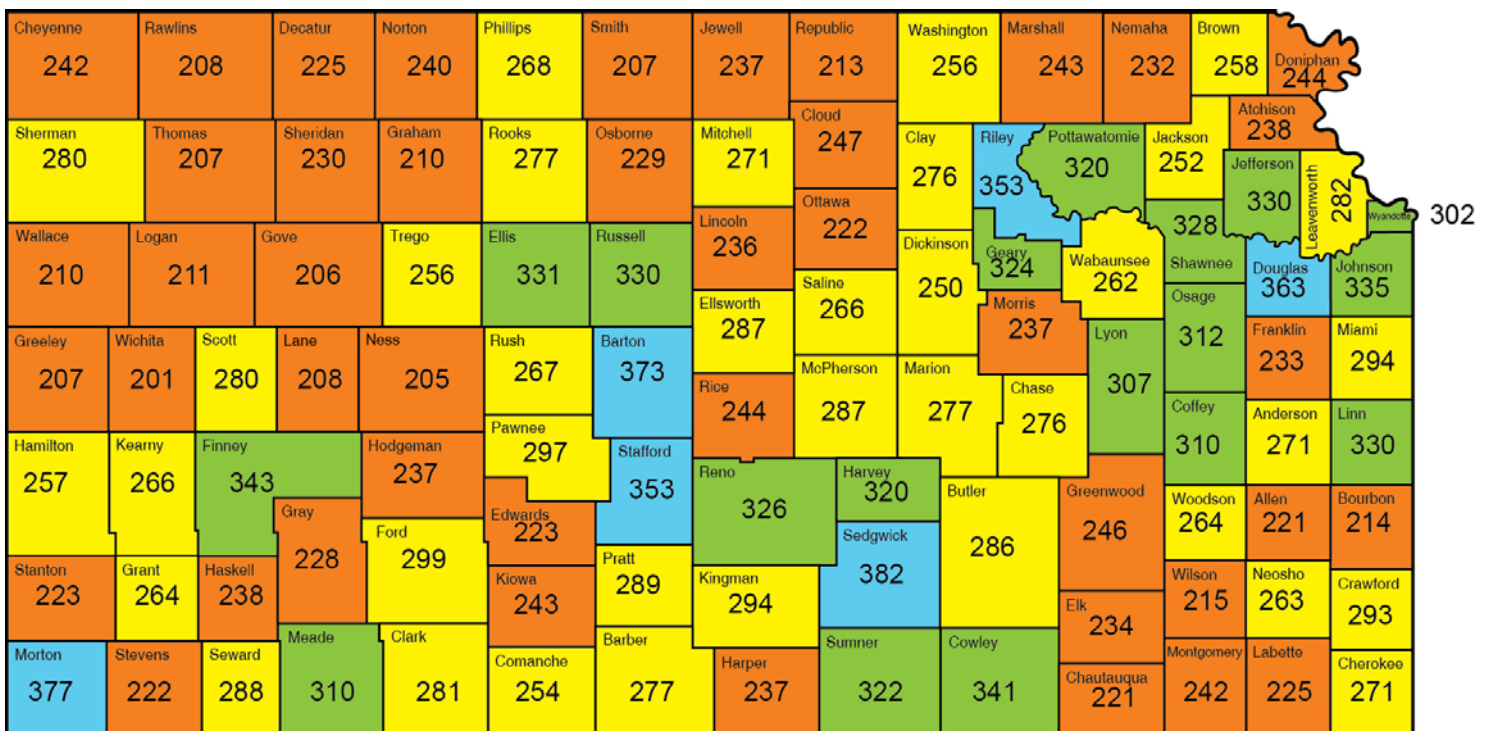 Cheyenne
242
Rawlins
208
Decatur
225
Norton
240
Phillips
268
Smith
207
Jewell
237
Republic
213
Washington
256
Marshall
243
Nemaha
232
Brown
258
Doniphan
244
Sherman
280
Thomas
207
Sheridan
230
Graham
210
Rooks
277
Osborne
229
Mitchell
271
Cloud
247
Clay
276
Riley
353
Pottawatomie
320
Jackson
252
Atchison
238
Jefferson
330
Leavenworth
282
Wyandotte
302
Wallace
210
Logan
211
Gove
206
Trego
256
Ellis
331
Russell
330
Lincoln
236
Ottawa
222
Dickinson
250
Geary
324
Wabaunsee
262
328
Shawnee
Douglas
363
Johnson
335
Ellsworth
287
Saline
266
Morris
237
Osage
312
Greeley
207
Wichita
201
Scott
280
Lane
208
Ness
205
Rush
267
Barton
373
Rice
244
McPherson
287
Marion
277
Chase
276
Lyon
307
Franklin
233
Miami
294
Coffey
310
Anderson
271
Linn
330
Hamilton
257
Kearny
266
Finney
343
Hodgeman
237
Pawnee
297
Stafford
353
Reno
326
Harvey
320
Butler
286
Greenwood
246
Woodson
264
Allen
221
Bourbon
214
Gray
228
Ford
299
Edwards
223
Sedgwick
382
Stanton
223
Grant
264
Haskell
238
Kiowa
243
Pratt
289
Kingman
294
Elk
234
Wilson
215
Neosho
263
Crawford
293
Morton
377
Stevens
222
Seward
288
Meade
310
Clark
281
Comanche
254
Barber
277
Harper
237
Sumner
322
Cowley
341
Chautauqua
221
Montgomery
242
Labette
225
Cherokee
271